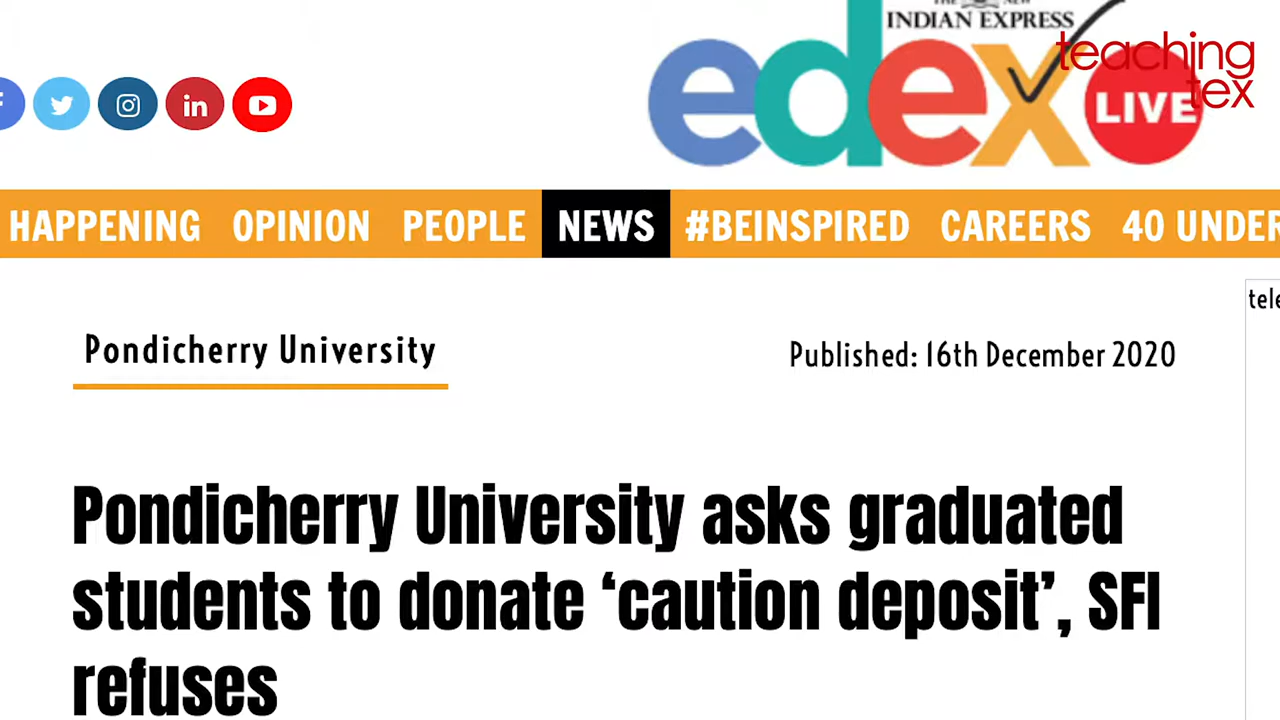 THE NEW
INDIAN EXPRESS
edex LIVE
teaching
tex
HAPPENING OPINION PEOPLE NEWS #BEINSPIRED CAREERS 40 UNDER
tele
Pondicherry University
Published: 16th December 2020
Pondicherry University asks graduated
students to donate ‘caution deposit’, SFI
refuses